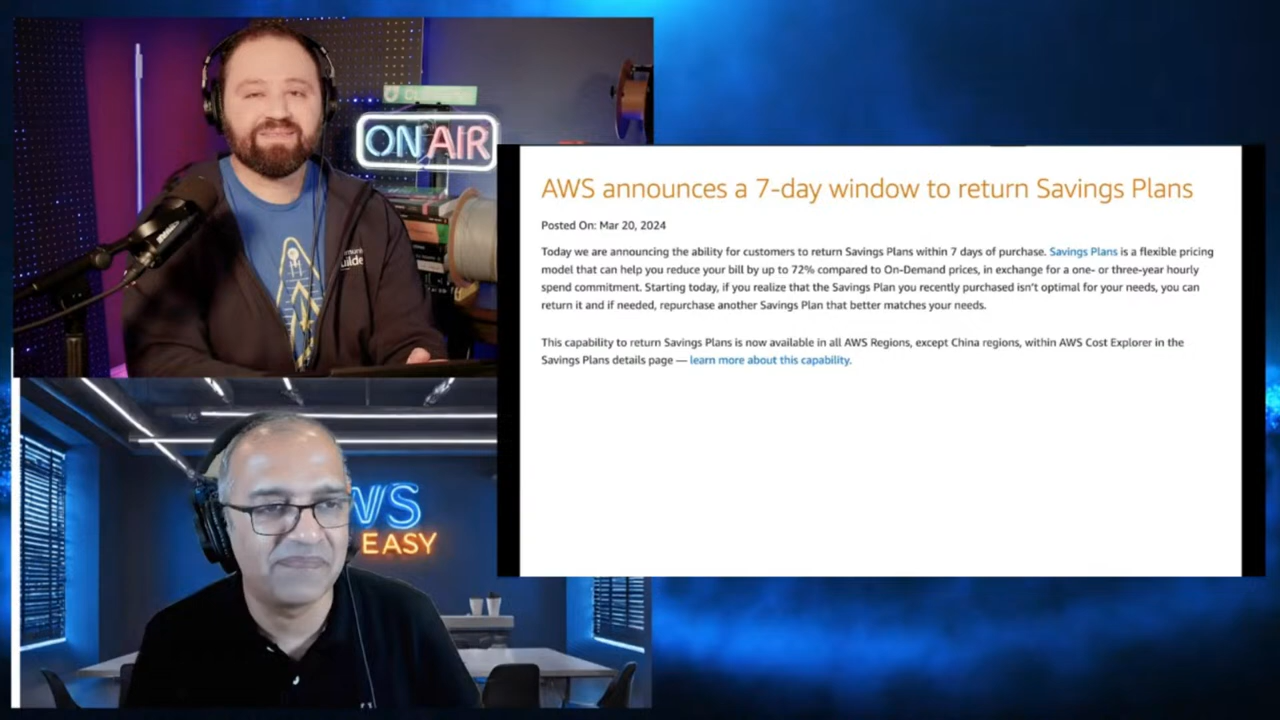 ON AIR
AWS announces a 7-day window to return Savings Plans
Posted On: Mar 20, 2024
Today we are announcing the ability for customers to return Savings Plans within 7 days of purchase. Savings Plans is a flexible pricing
model that can help you reduce your bill by up to 72% compared to On-Demand prices, in exchange for a one- or three-year hourly
spend commitment. Starting today, if you realize that the Savings Plan you recently purchased isn't optimal for your needs, you can
return it and if needed, repurchase another Savings Plan that better matches your needs.
This capability to return Savings Plans is now available in all AWS Regions, except China regions, within AWS Cost Explorer in the
Savings Plans details page — learn more about this capability.
WS
EASY